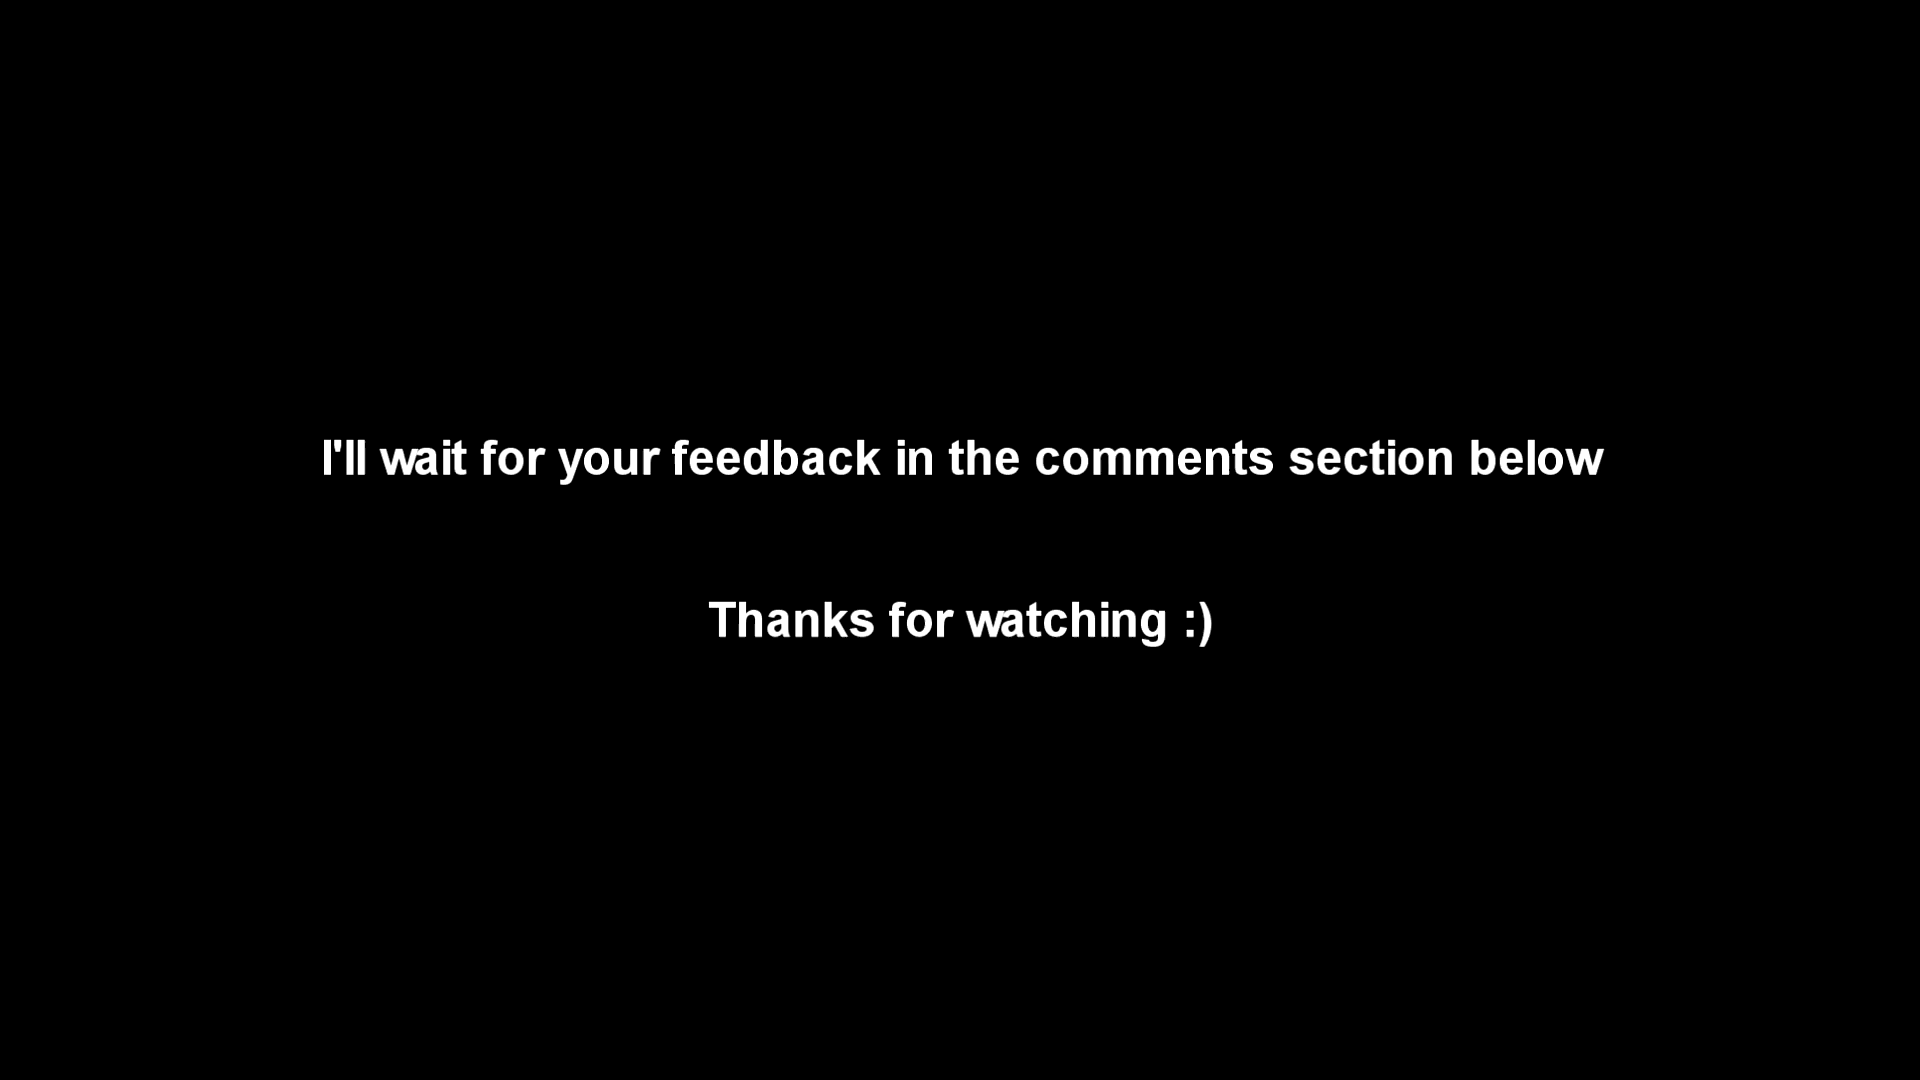 I'll wait for your feedback in the comments section below
Thanks for watching :)